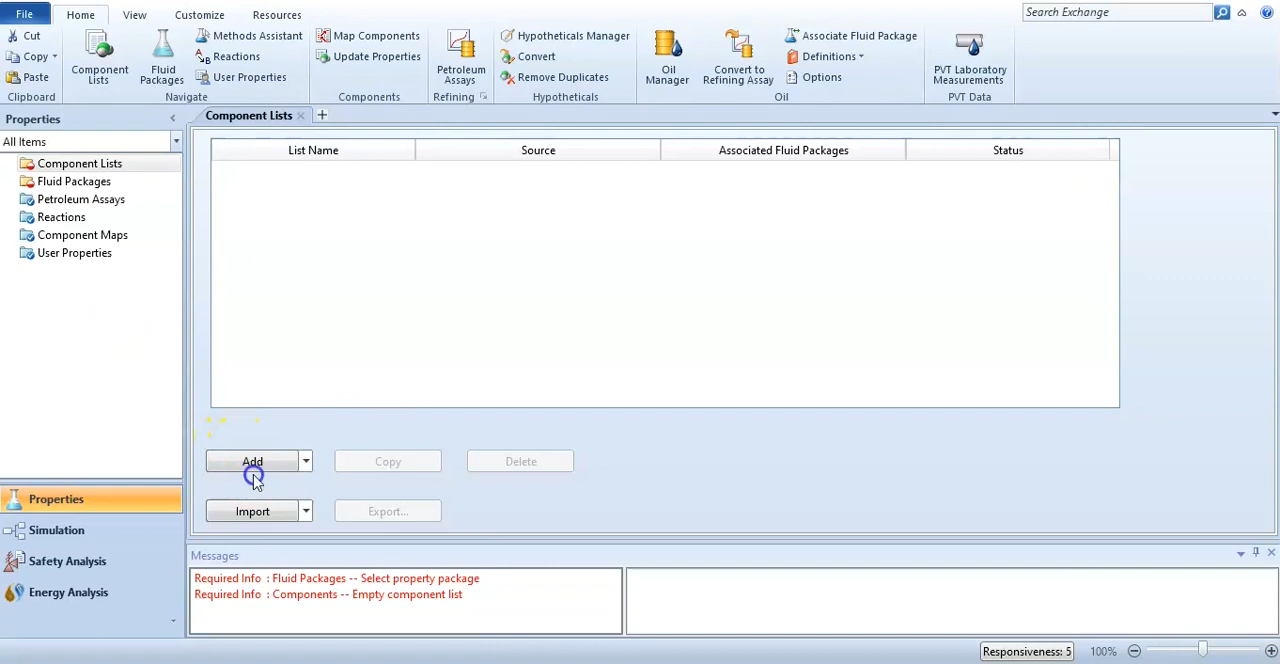 File
Home
View
Customize
Resources
Search Exchange
Cut
Copy
Paste
Clipboard
Component Lists
Fluid Packages
Methods Assistant
Reactions
User Properties
Navigate
Map Components
Update Properties
Components
Petroleum Assays
Refining
Hypotheticals Manager
Convert
Remove Duplicates
Hypotheticals
Oil Manager
Convert to Refining Assay
Associate Fluid Package
Definitions
Options
Oil
PVT Laboratory Measurements
PVT Data
Properties
All Items
Component Lists
Fluid Packages
Petroleum Assays
Reactions
Component Maps
User Properties
Properties
Simulation
Safety Analysis
Energy Analysis
Component Lists
List Name Source Associated Fluid Packages Status
Add Copy Delete
Import Export...
Messages
Required Info : Fluid Packages -- Select property package
Required Info : Components -- Empty component list
Responsiveness: 5 100%